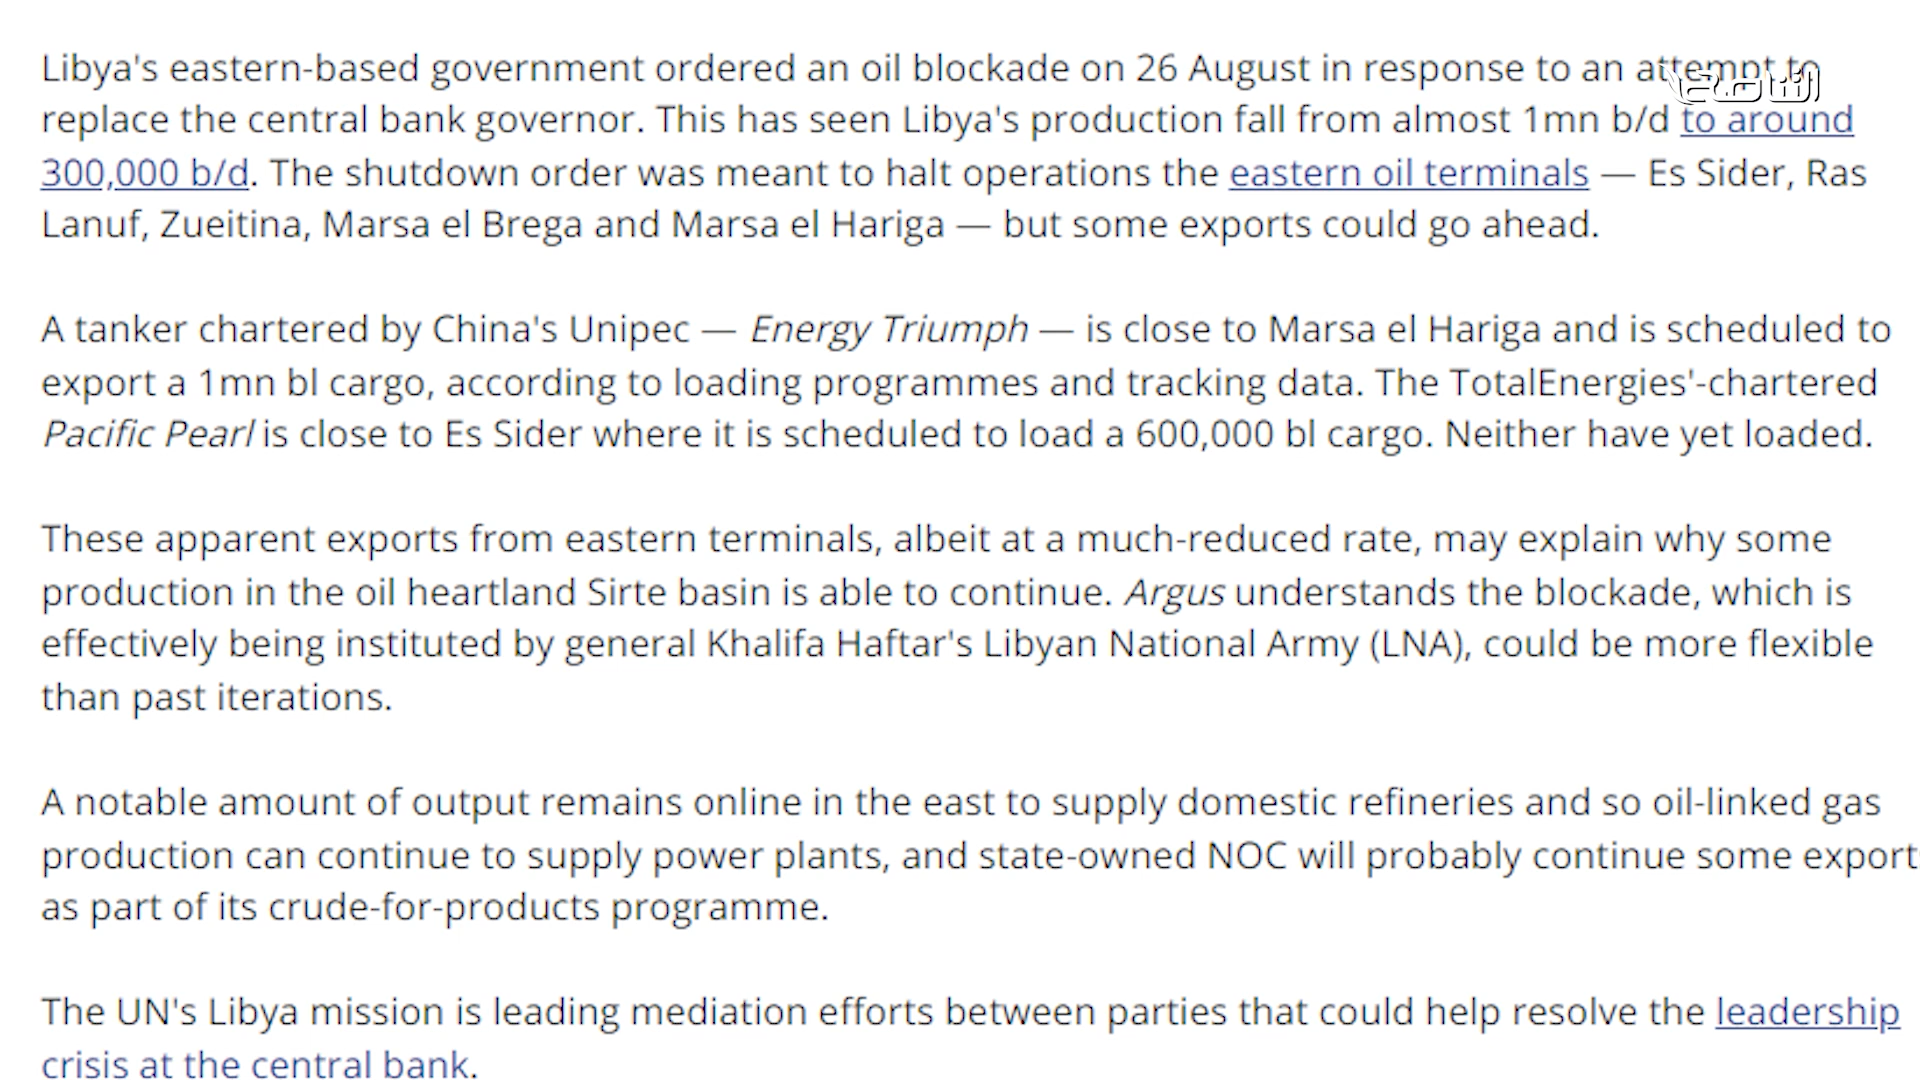 Libya's eastern-based government ordered an oil blockade on 26 August in response to an attempt to
الناصعة
replace the central bank governor. This has seen Libya's production fall from almost 1mn b/d to around
300,000 b/d. The shutdown order was meant to halt operations the eastern oil terminals — Es Sider, Ras
Lanuf, Zueitina, Marsa el Brega and Marsa el Hariga — but some exports could go ahead.
A tanker chartered by China's Unipec — Energy Triumph — is close to Marsa el Hariga and is scheduled to
export a 1mn bl cargo, according to loading programmes and tracking data. The TotalEnergies'-chartered
Pacific Pearl is close to Es Sider where it is scheduled to load a 600,000 bl cargo. Neither have yet loaded.
These apparent exports from eastern terminals, albeit at a much-reduced rate, may explain why some
production in the oil heartland Sirte basin is able to continue. Argus understands the blockade, which is
effectively being instituted by general Khalifa Haftar's Libyan National Army (LNA), could be more flexible
than past iterations.
A notable amount of output remains online in the east to supply domestic refineries and so oil-linked gas
production can continue to supply power plants, and state-owned NOC will probably continue some exports
as part of its crude-for-products programme.
The UN's Libya mission is leading mediation efforts between parties that could help resolve the leadership
crisis at the central bank.